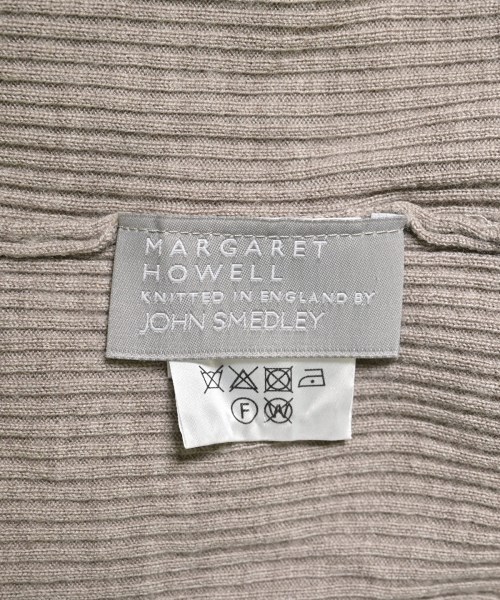 MARGARET
HOWELL
KNITTED IN ENGLAND BY
JOHN SMEDLEY
F W